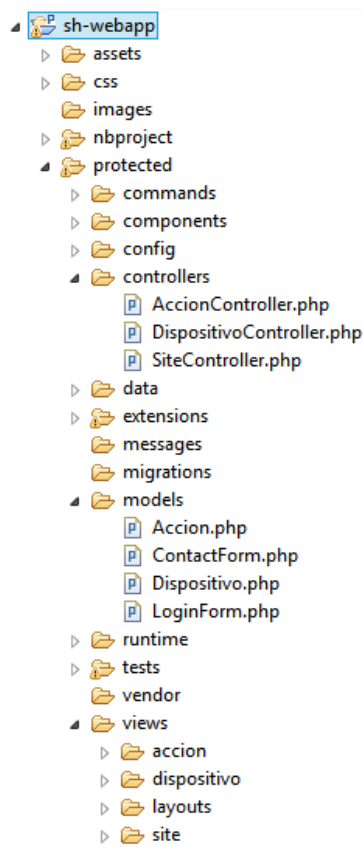 sh-webapp
assets
css
images
nbproject
protected
commands
components
config
controllers
AccionController.php
DispositivoController.php
SiteController.php
data
extensions
messages
migrations
models
Accion.php
ContactForm.php
Dispositivo.php
LoginForm.php
runtime
tests
vendor
views
accion
dispositivo
layouts
site